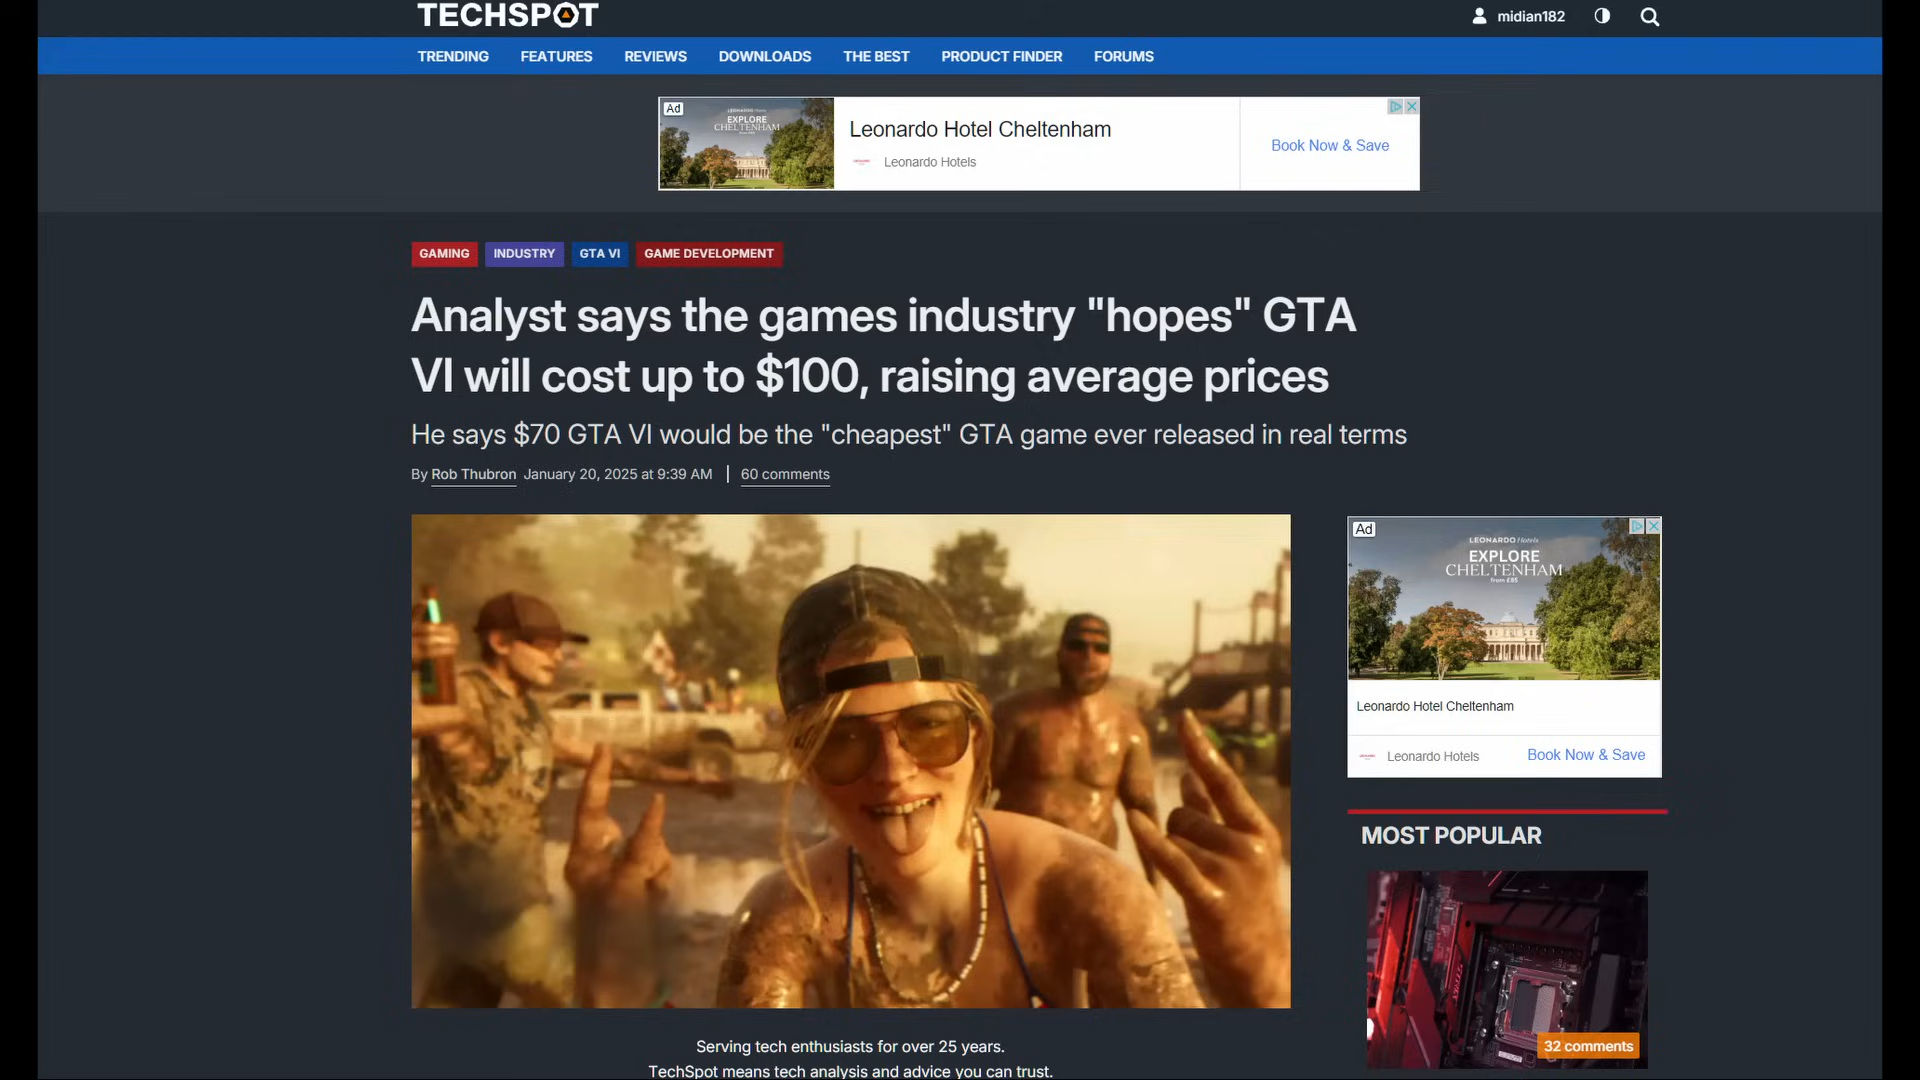 TECHSPOT
midian182
TRENDING FEATURES REVIEWS DOWNLOADS THE BEST PRODUCT FINDER FORUMS
Ad
EXPLORE
CHELTENHAM
Leonardo Hotel Cheltenham
Leonardo Hotels
Book Now & Save
GAMING INDUSTRY GTA VI GAME DEVELOPMENT
Analyst says the games industry "hopes" GTA
VI will cost up to $100, raising average prices
He says $70 GTA VI would be the "cheapest" GTA game ever released in real terms
By Rob Thubron January 20, 2025 at 9:39 AM | 60 comments
Ad
LEONARDO Hotels
EXPLORE
CHELTENHAM
from £85
Leonardo Hotel Cheltenham
Leonardo Hotels Book Now & Save
MOST POPULAR
32 comments
Serving tech enthusiasts for over 25 years.
TechSpot means tech analysis and advice you can trust.